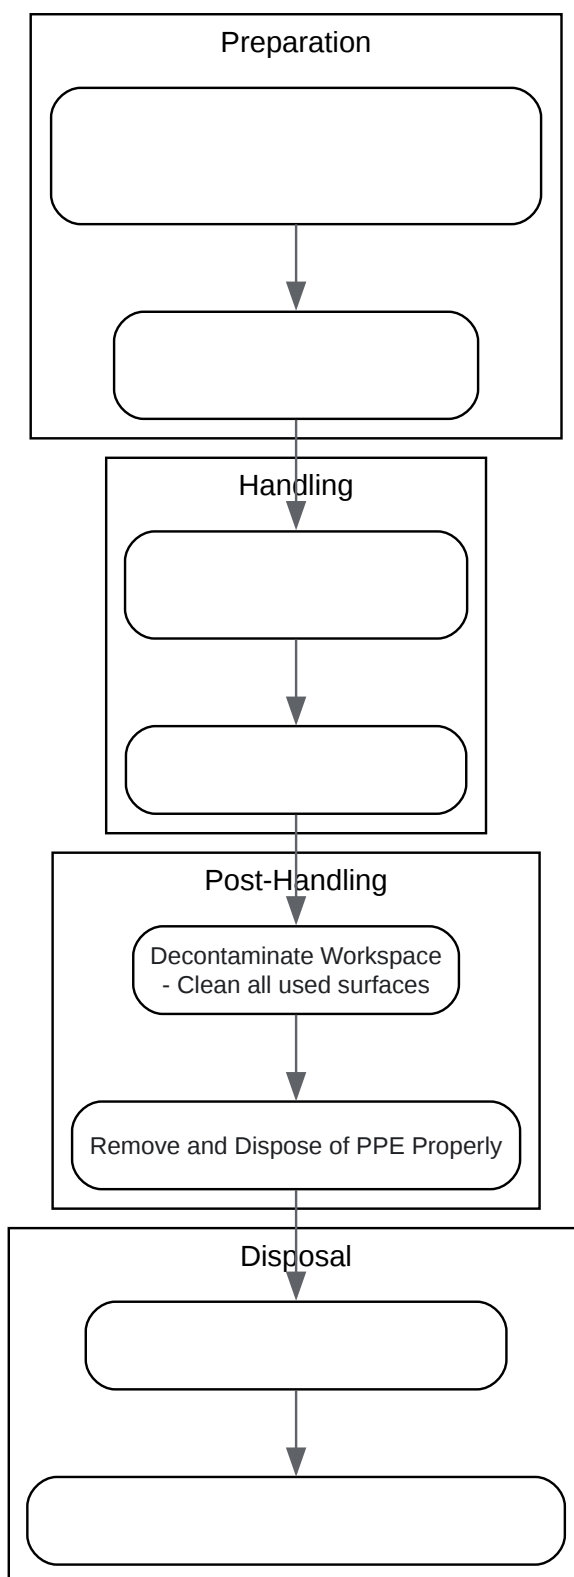 Preparation
Handling
Post-Handling
Decontaminate Workspace
- Clean all used surfaces
Remove and Dispose of PPE Properly
Disposal